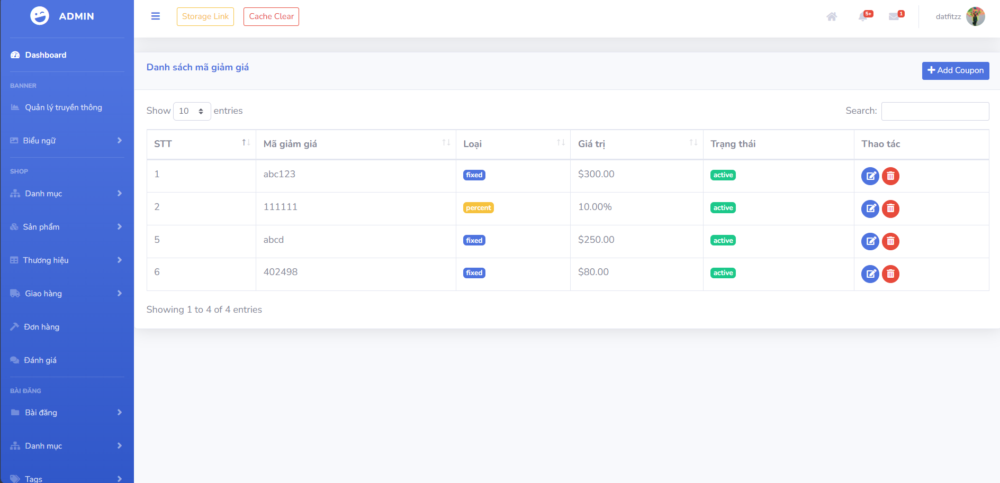 ADMIN
Dashboard
BANNER
Quản lý truyền thông
Biểu ngữ
SHOP
Danh mục
Sản phẩm
Thương hiệu
Giao hàng
Đơn hàng
Đánh giá
BÀI ĐĂNG
Bài đăng
Danh mục
Tags
Storage Link Cache Clear 5+ 1 datfitzz
Danh sách mã giảm giá
Add Coupon
Show 10 entries Search:
STT Mã giảm giá Loại Giá trị Trạng thái Thao tác
1 abc123 fixed $300.00 active
2 111111 percent 10.00% active
5 abcd fixed $250.00 active
6 402498 fixed $80.00 active
Showing 1 to 4 of 4 entries